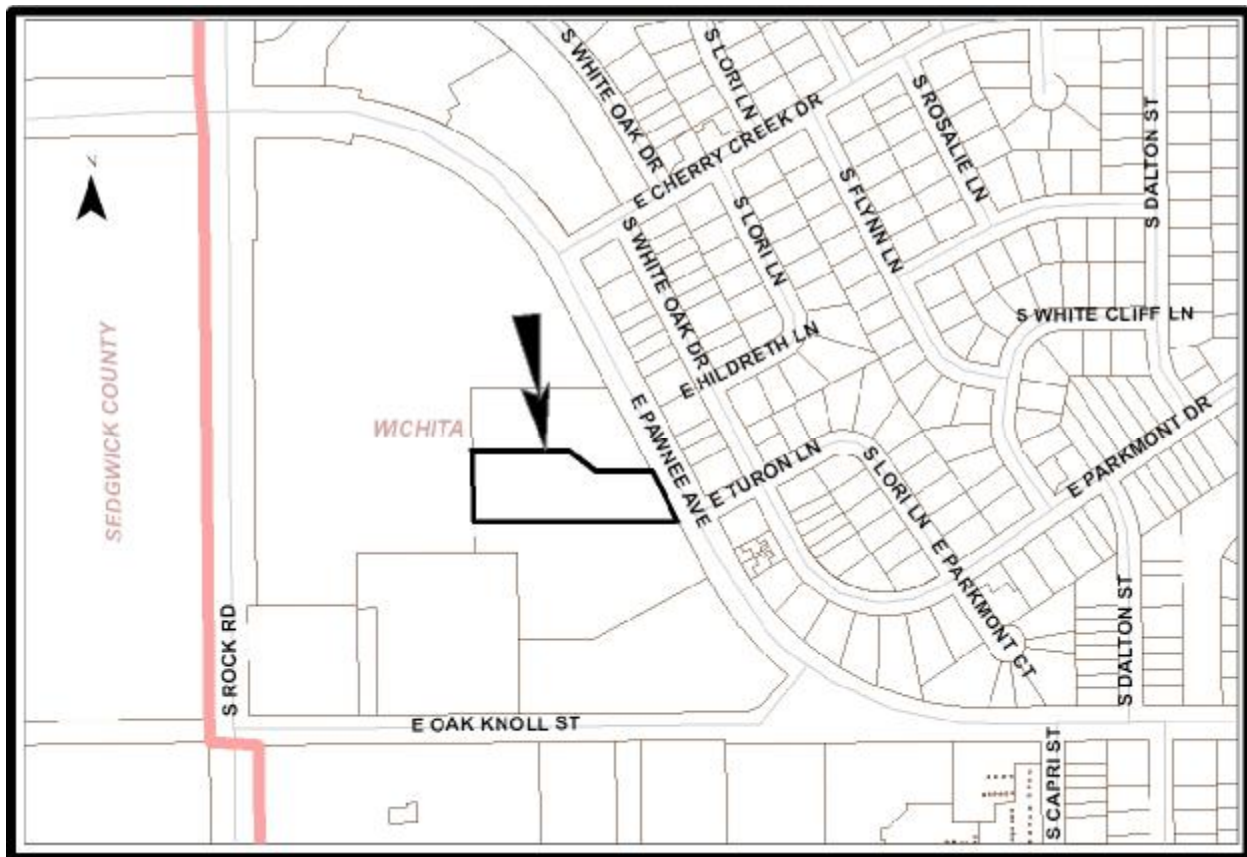 S WHITE OAK DR
S LORI LN
E CHERRY CREEK DR
S ROSALIE LN
S DALTON ST
S LORI LN
S FLYNN LN
S WHITE OAK DR
S WHITE CLIFF LN
E HILDRETH LN
SEDGWICK COUNTY
WICHITA
E PAWNEE AVE
E TURON LN
S LORI LN
E PARKMONT DR
E PARKMONT CT
S DALTON ST
S ROCK RD
E OAK KNOLL ST
S CAPRI ST